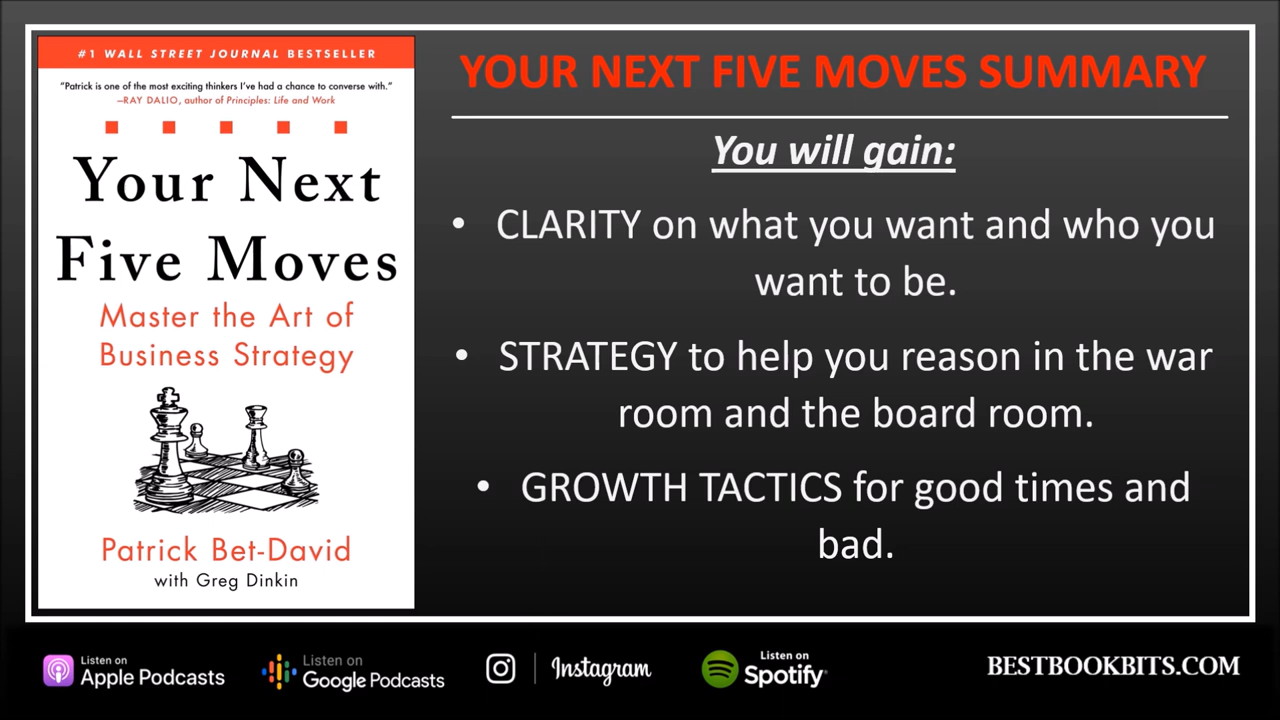 #1 WALL STREET JOURNAL BESTSELLER
"Patrick is one of the most exciting thinkers I've had a chance to converse with."
—RAY DALIO, author of Principles: Life and Work
Your Next
Five Moves
Master the Art of
Business Strategy
Patrick Bet-David
with Greg Dinkin
YOUR NEXT FIVE MOVES SUMMARY
You will gain:
• CLARITY on what you want and who you
want to be.
• STRATEGY to help you reason in the war
room and the board room.
• GROWTH TACTICS for good times and
bad.
Listen on
Apple Podcasts
Listen on
Google Podcasts
Instagram
Listen on
Spotify
BESTBOOKBITS.COM